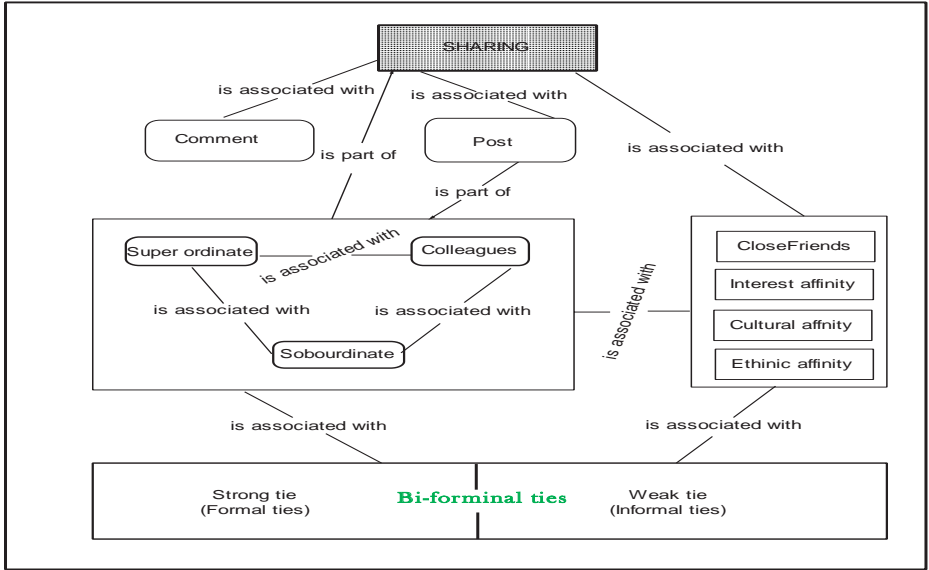 SHARING
is associated with
is associated with
Comment
Post
is part of
is associated with
is part of
Super ordinate
is associated with
Colleagues
is associated with
is associated with
Sobourdinate
is associated with
CloseFriends
Interest affinity
Cultural affnity
Ethinic affinity
is associated with
is associated with
Strong tie
(Formal ties)
Bi-forminal ties
Weak tie
(Informal ties)